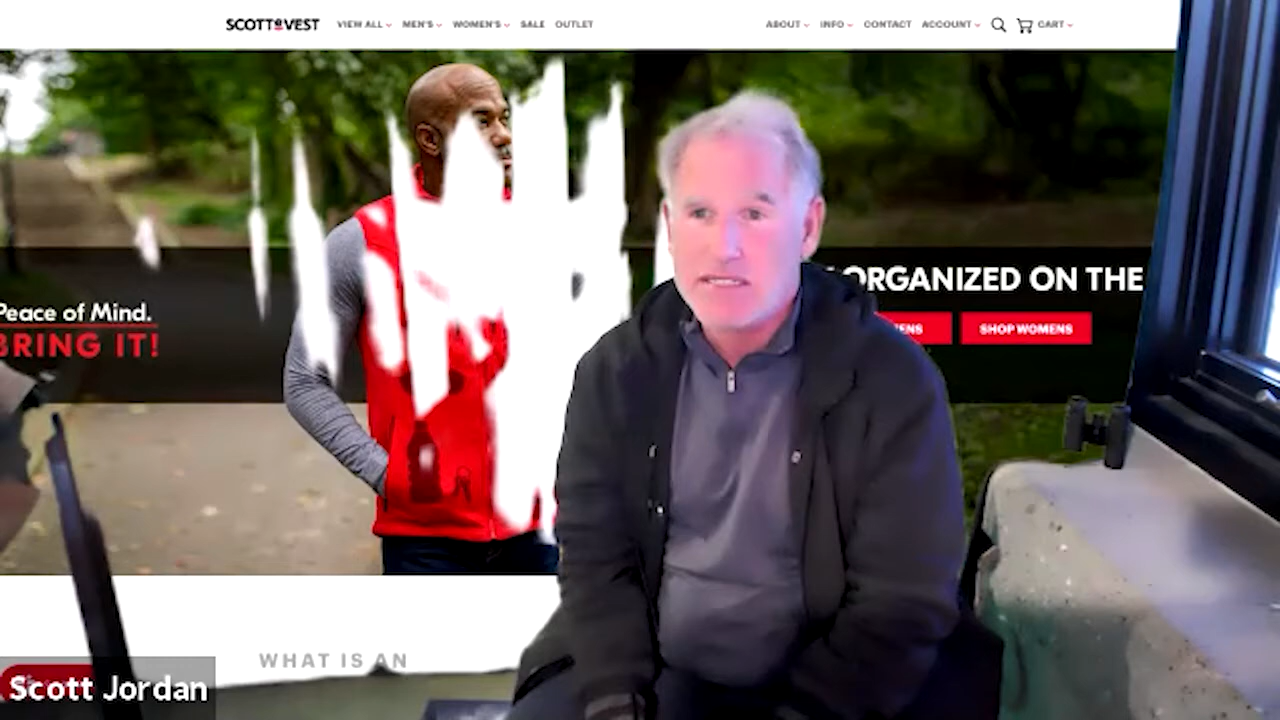 SCOTTeVEST VIEW ALL MEN'S WOMEN'S SALE OUTLET ABOUT INFO CONTACT ACCOUNT CART
Peace of Mind.
BRING IT!
ORGANIZED ON THE
SHOP WOMENS
WHAT IS AN
Scott Jordan